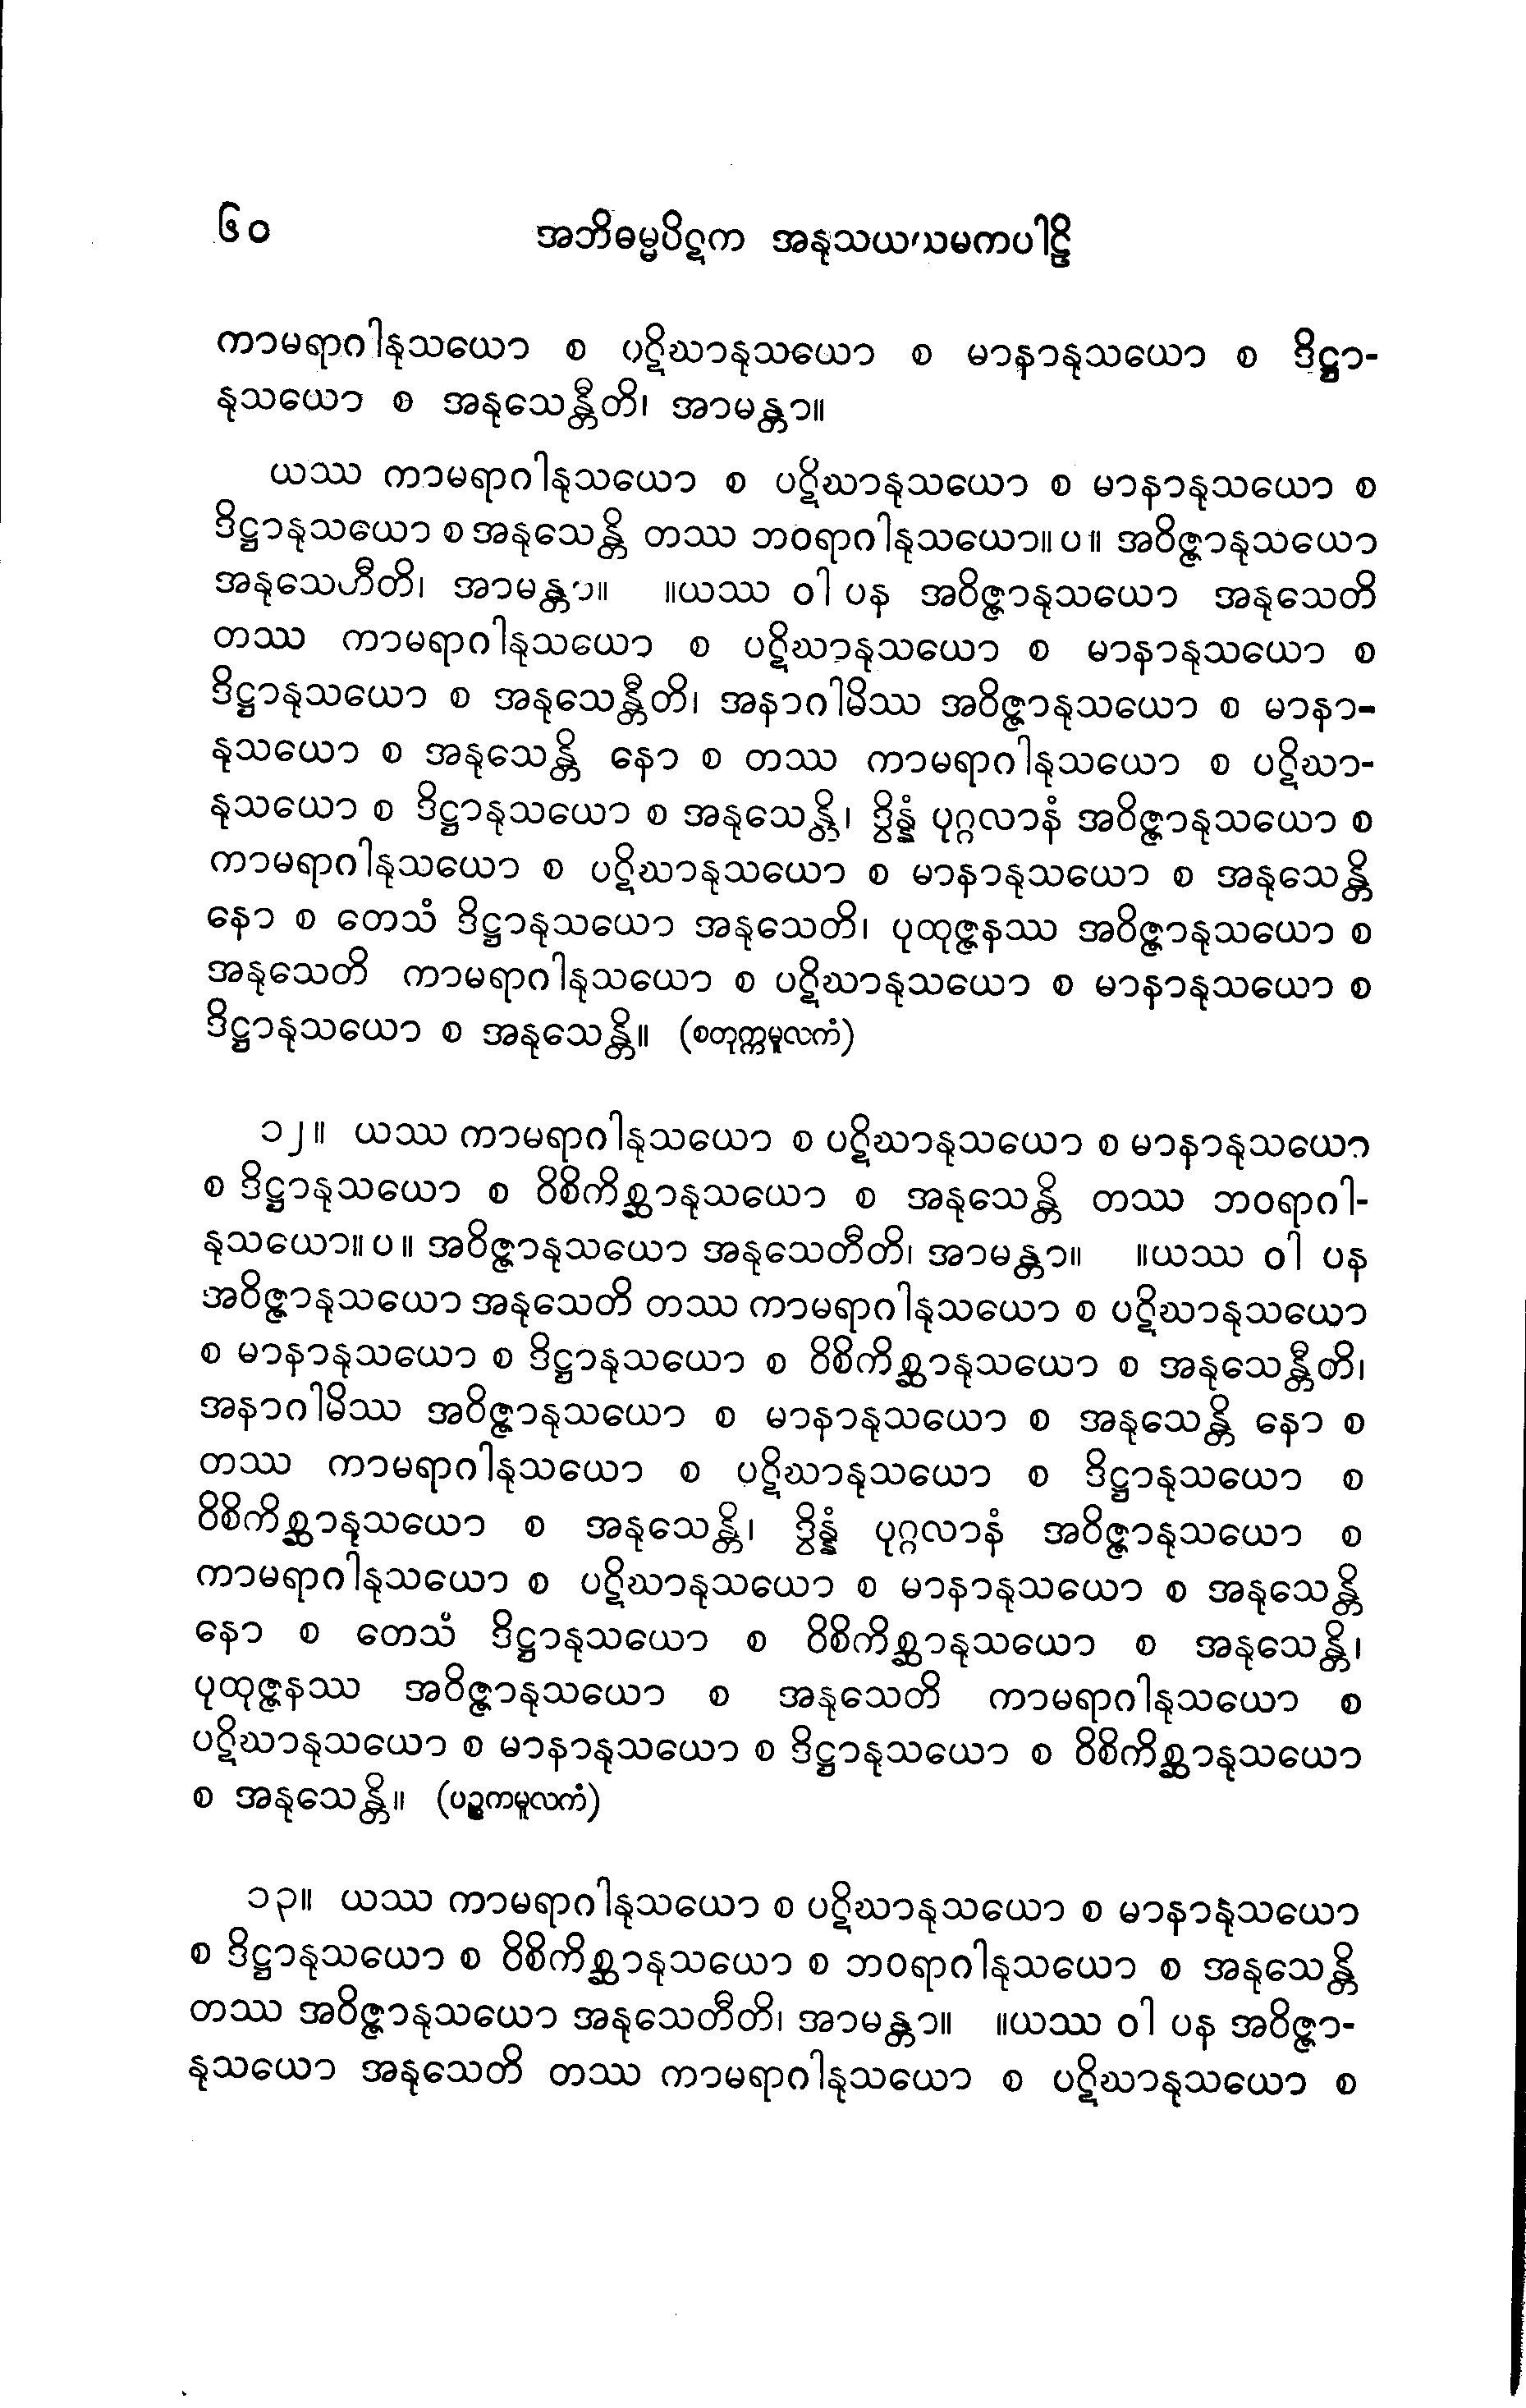 ၆၀ အဘိဓမ္မပိဋက အနုသယယမကပါဠိ
ကာမရာဂါနုသယော စ ပဋိဃာနုသယော စ မာနာနုသယော စ ဒိဋ္ဌာ-
နုသယော စ အနုသေန္တီတိ၊ အာမန္တာ။
ယဿ ကာမရာဂါနုသယော စ ပဋိဃာနုသယော စ မာနာနုသယော စ
ဒိဋ္ဌာနုသယော စ အနုသေန္တိ တဿ ဘဝရာဂါနုသယော။ ပ။ အဝိဇ္ဇာနုသယော
အနုသေတီတိ၊ အာမန္တာ။ ။ယဿ ဝါ ပန အဝိဇ္ဇာနုသယော အနုသေတိ
တဿ ကာမရာဂါနုသယော စ ပဋိဃာနုသယော စ မာနာနုသယော စ
ဒိဋ္ဌာနုသယော စ အနုသေန္တီတိ၊ အနာဂါမိဿ အဝိဇ္ဇာနုသယော စ မာနာ-
နုသယော စ အနုသေန္တိ နော စ တဿ ကာမရာဂါနုသယော စ ပဋိဃာ-
နုသယော စ ဒိဋ္ဌာနုသယော စ အနုသေန္တိ၊ ဒွိန္နံ ပုဂ္ဂလာနံ အဝိဇ္ဇာနုသယော စ
ကာမရာဂါနုသယော စ ပဋိဃာနုသယော စ မာနာနုသယော စ အနုသေန္တိ
နော စ တေသံ ဒိဋ္ဌာနုသယော အနုသေတိ၊ ပုထုဇ္ဇနဿ အဝိဇ္ဇာနုသယော စ
အနုသေတိ ကာမရာဂါနုသယော စ ပဋိဃာနုသယော စ မာနာနုသယော စ
ဒိဋ္ဌာနုသယော စ အနုသေန္တိ။ (စတုက္ကမူလကံ)
၁၂။ ယဿ ကာမရာဂါနုသယော စ ပဋိဃာနုသယော စ မာနာနုသယော
စ ဒိဋ္ဌာနုသယော စ ဝိစိကိစ္ဆာနုသယော စ အနုသေန္တိ တဿ ဘဝရာဂါ-
နုသယော။ ပ။ အဝိဇ္ဇာနုသယော အနုသေတီတိ၊ အာမန္တာ။ ။ယဿ ဝါ ပန
အဝိဇ္ဇာနုသယော အနုသေတိ တဿ ကာမရာဂါနုသယော စ ပဋိဃာနုသယော
စ မာနာနုသယော စ ဒိဋ္ဌာနုသယော စ ဝိစိကိစ္ဆာနုသယော စ အနုသေန္တီတိ၊
အနာဂါမိဿ အဝိဇ္ဇာနုသယော စ မာနာနုသယော စ အနုသေန္တိ နော စ
တဿ ကာမရာဂါနုသယော စ ပဋိဃာနုသယော စ ဒိဋ္ဌာနုသယော စ
ဝိစိကိစ္ဆာနုသယော စ အနုသေန္တိ၊ ဒွိန္နံ ပုဂ္ဂလာနံ အဝိဇ္ဇာနုသယော စ
ကာမရာဂါနုသယော စ ပဋိဃာနုသယော စ မာနာနုသယော စ အနုသေန္တိ
နော စ တေသံ ဒိဋ္ဌာနုသယော စ ဝိစိကိစ္ဆာနုသယော စ အနုသေန္တိ၊
ပုထုဇ္ဇနဿ အဝိဇ္ဇာနုသယော စ အနုသေတိ ကာမရာဂါနုသယော စ
ပဋိဃာနုသယော စ မာနာနုသယော စ ဒိဋ္ဌာနုသယော စ ဝိစိကိစ္ဆာနုသယော
စ အနုသေန္တိ။ (ပဉ္စကမူလကံ)
၁၃။ ယဿ ကာမရာဂါနုသယော စ ပဋိဃာနုသယော စ မာနာနုသယော
စ ဒိဋ္ဌာနုသယော စ ဝိစိကိစ္ဆာနုသယော စ ဘဝရာဂါနုသယော စ အနုသေန္တိ
တဿ အဝိဇ္ဇာနုသယော အနုသေတီတိ၊ အာမန္တာ။ ။ယဿ ဝါ ပန အဝိဇ္ဇာ-
နုသယော အနုသေတိ တဿ ကာမရာဂါနုသယော စ ပဋိဃာနုသယော စ